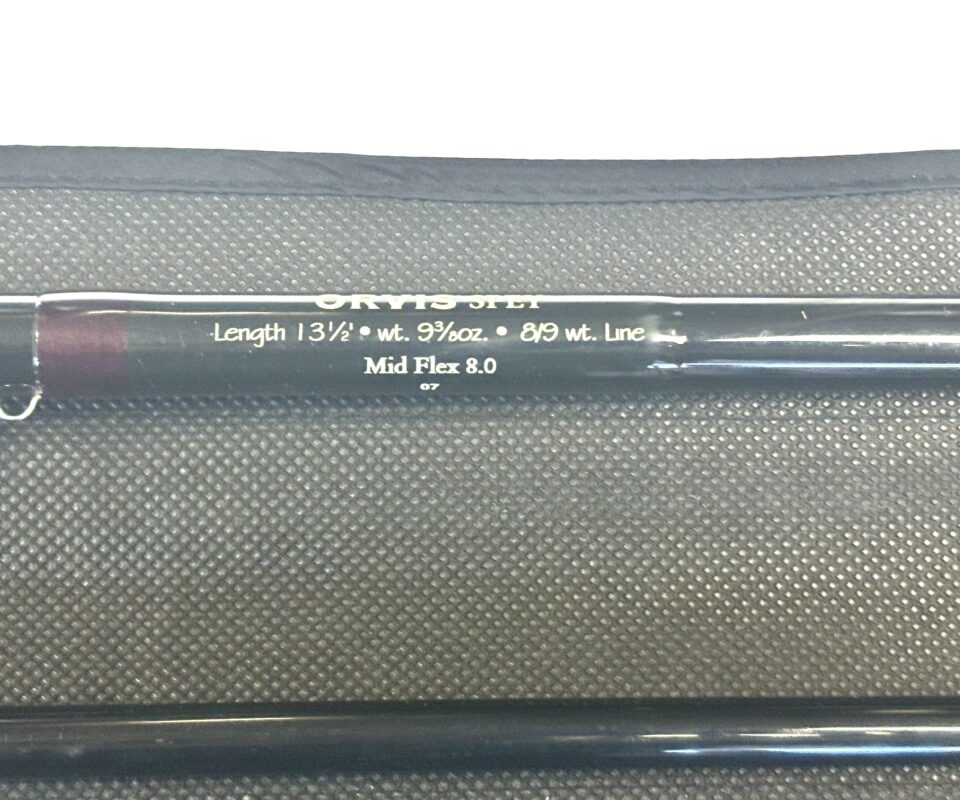 ORVIS SPEY
Length 13½' • wt. 9⅜oz. • 8/9 wt. Line
Mid Flex 8.0
07